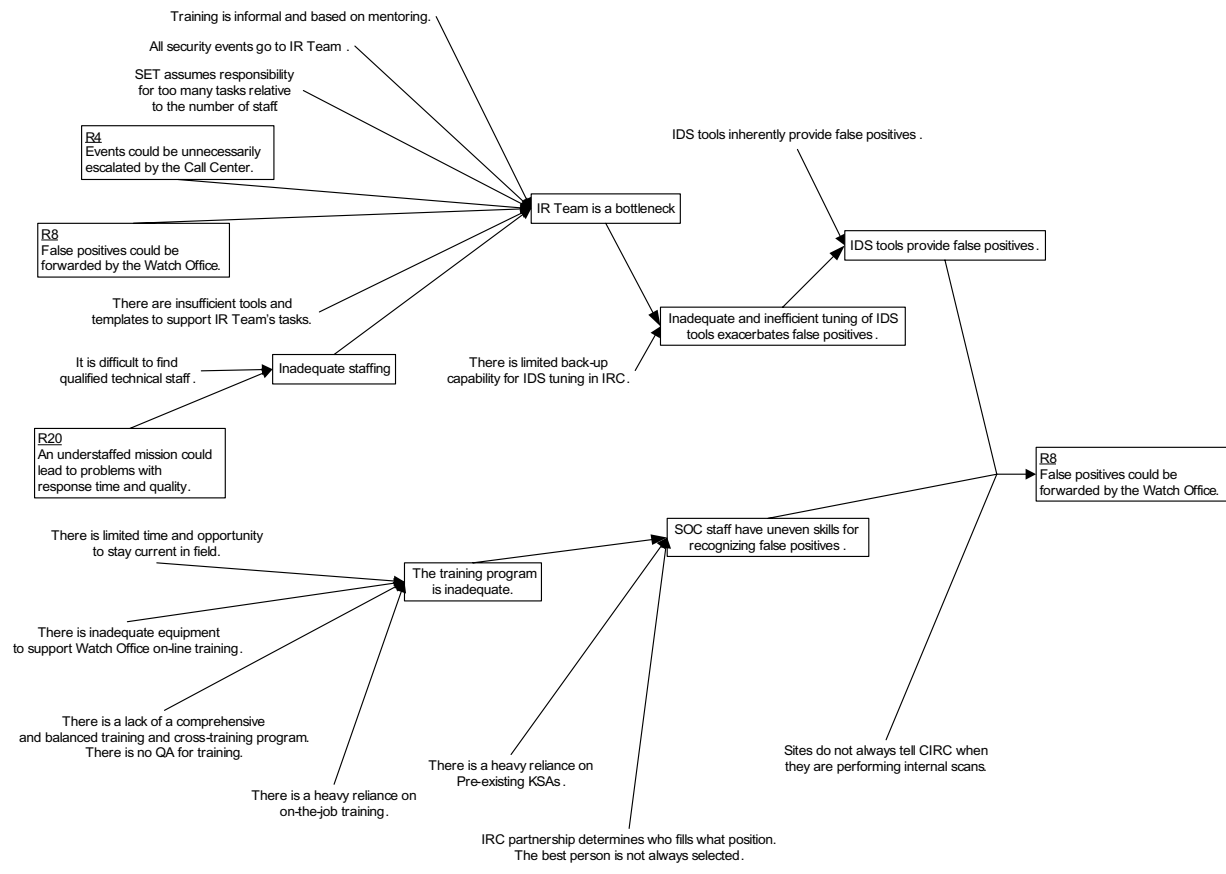 Training is informal and based on mentoring.
All security events go to IR Team .
SET assumes responsibility
for too many tasks relative
to the number of staff
R4
Events could be unnecessarily
escalated by the Call Center.
IDS tools inherently provide false positives .
IR Team is a bottleneck
R8
False positives could be
forwarded by the Watch Office.
IDS tools provide false positives .
There are insufficient tools and
templates to support IR Team's tasks.
Inadequate and inefficient tuning of IDS
tools exacerbates false positives .
It is difficult to find
qualified technical staff .
Inadequate staffing
There is limited back-up
capability for IDS tuning in IRC .
R20
An understaffed mission could
lead to problems with
response time and quality.
R8
False positives could be
forwarded by the Watch Office.
There is limited time and opportunity
to stay current in field.
SOC staff have uneven skills for
recognizing false positives .
The training program
is inadequate.
There is inadequate equipment
to support Watch Office on-line training .
There is a lack of a comprehensive
and balanced training and cross-training program.
There is no QA for training.
There is a heavy reliance on
on-the-job training .
There is a heavy reliance on
Pre-existing KSAs .
Sites do not always tell CIRC when
they are performing internal scans.
IRC partnership determines who fills what position.
The best person is not always selected .